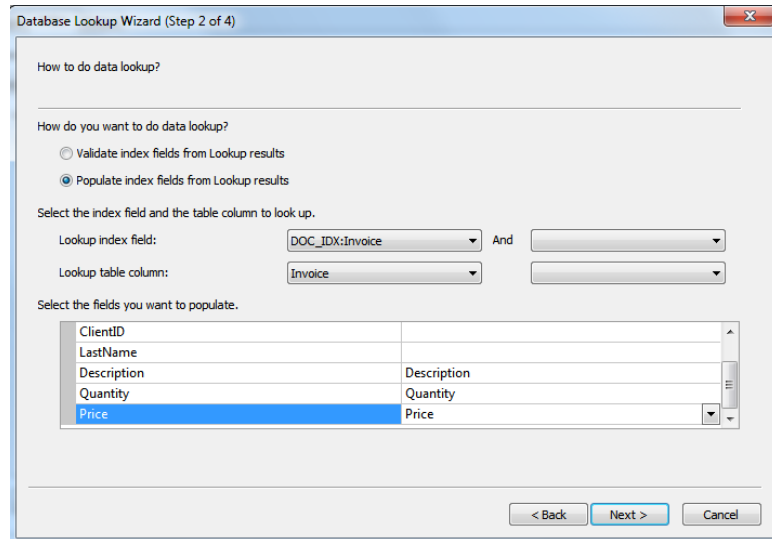 Database Lookup Wizard (Step 2 of 4)
How to do data lookup?
How do you want to do data lookup?
Validate index fields from Lookup results
Populate index fields from Lookup results
Select the index field and the table column to look up.
Lookup index field: DOC_IDX:Invoice And
Lookup table column: Invoice
Select the fields you want to populate.
ClientID
LastName
Description Description
Quantity Quantity
Price Price
< Back Next > Cancel